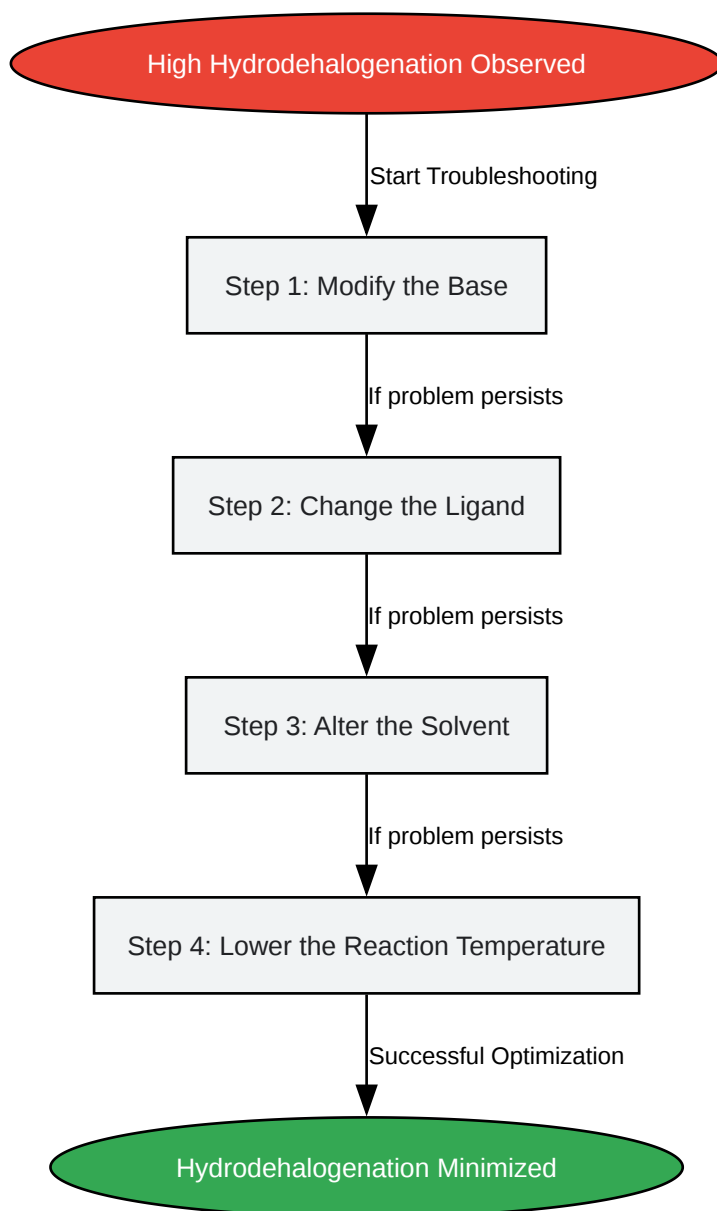 High Hydrodehalogenation Observed
Start Troubleshooting
Step 1: Modify the Base
If problem persists
Step 2: Change the Ligand
If problem persists
Step 3: Alter the Solvent
If problem persists
Step 4: Lower the Reaction Temperature
Successful Optimization
Hydrodehalogenation Minimized